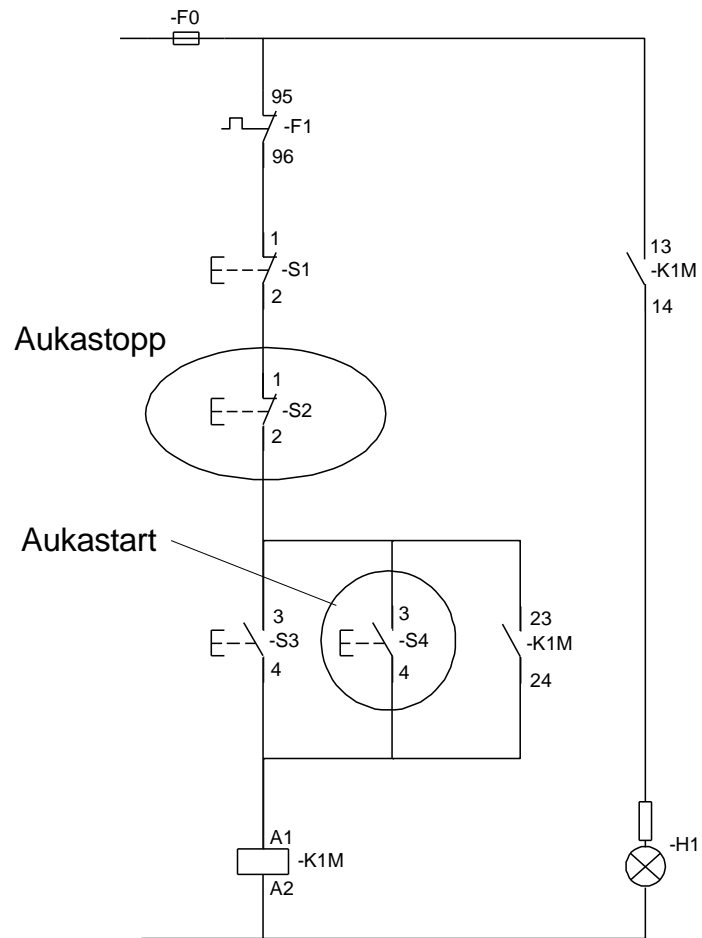 -F0
95
-F1
96
1
-S1
2
13
-K1M
14
Aukastopp
1
-S2
2
Aukastart
3
-S3
4
3
-S4
4
23
-K1M
24
A1
-K1M
A2
-H1